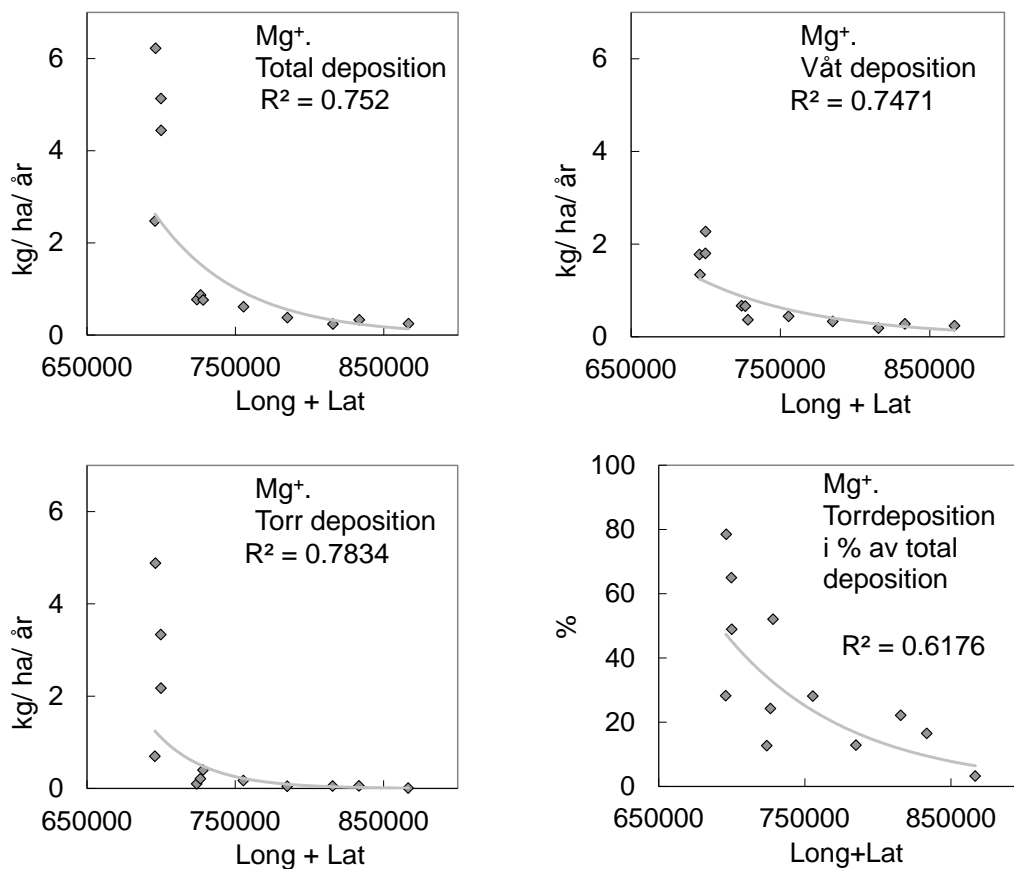 Mg⁺.
Total deposition
R² = 0.752
6
4
2
0
kg/ ha/ år
650000 750000 850000
Long + Lat
Mg⁺.
Våt deposition
R² = 0.7471
6
4
2
0
kg/ ha/ år
650000 750000 850000
Long + Lat
Mg⁺.
Torr deposition
R² = 0.7834
6
4
2
0
kg/ ha/ år
650000 750000 850000
Long + Lat
Mg⁺.
Torrdeposition
i % av total
deposition
R² = 0.6176
100
80
60
40
20
0
%
650000 750000 850000
Long+Lat